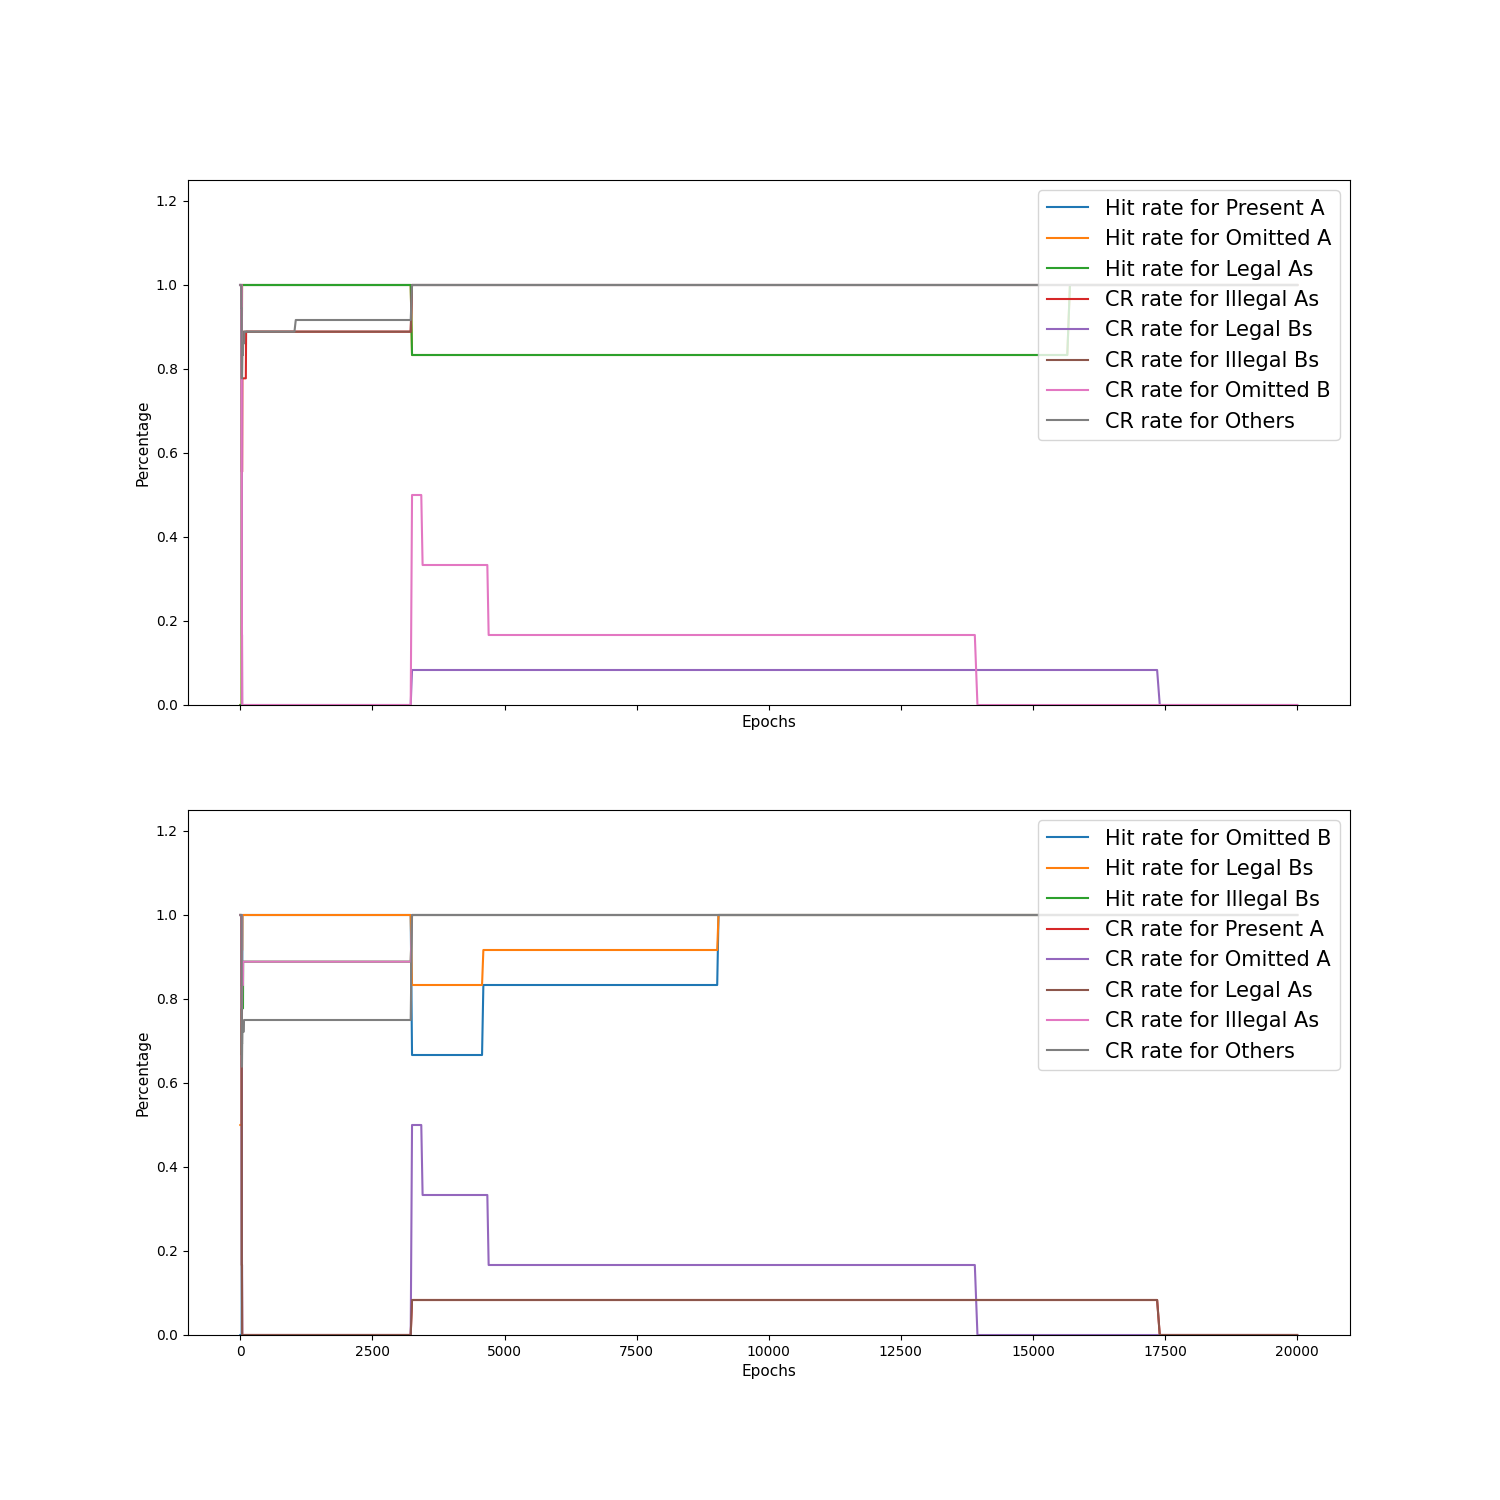 1.2
1.0
0.8
0.6
0.4
0.2
0.0
Percentage
Hit rate for Present A
Hit rate for Omitted A
Hit rate for Legal As
CR rate for Illegal As
CR rate for Legal Bs
CR rate for Illegal Bs
CR rate for Omitted B
CR rate for Others
Epochs
1.2
1.0
0.8
0.6
0.4
0.2
0.0
Percentage
Hit rate for Omitted B
Hit rate for Legal Bs
Hit rate for Illegal Bs
CR rate for Present A
CR rate for Omitted A
CR rate for Legal As
CR rate for Illegal As
CR rate for Others
0 2500 5000 7500 10000 12500 15000 17500 20000
Epochs